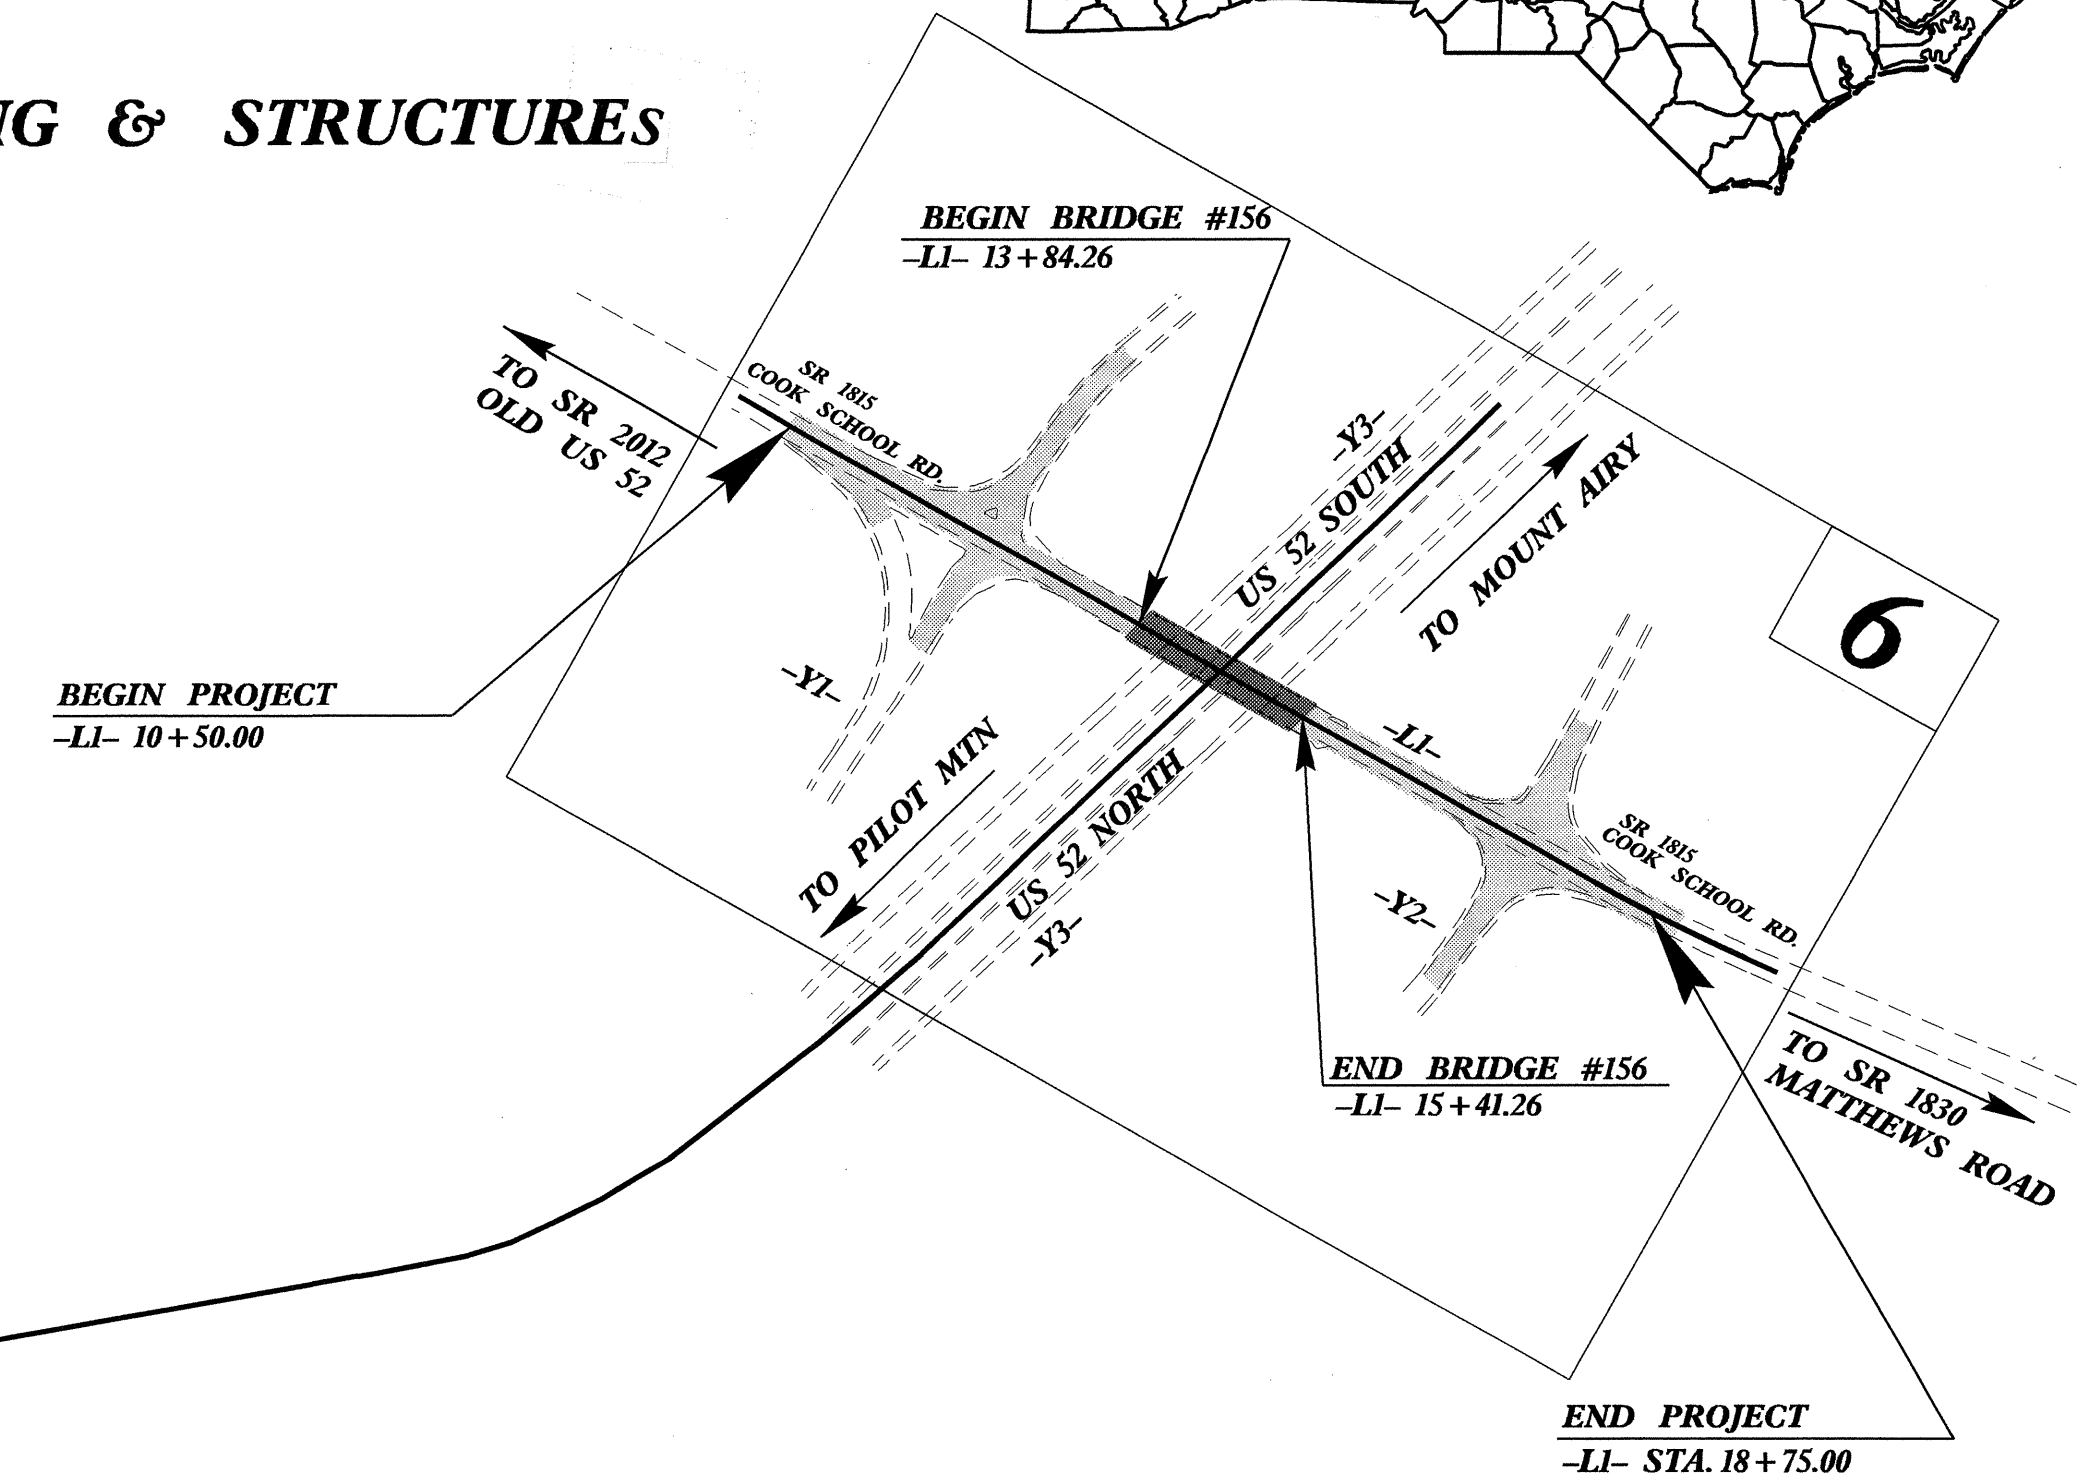 & STRUCTURES
BEGIN BRIDGE #156
–L1– 13+84.26
TO SR 2012
OLD US 52
SR 1815
COOK SCHOOL RD.
–Y3–
US 52 SOUTH
TO MOUNT AIRY
6
–Y1–
BEGIN PROJECT
–L1– 10+50.00
–L1–
TO PILOT MTN
US 52 NORTH
–Y3–
–Y2–
SR 1815
COOK SCHOOL RD.
END BRIDGE #156
–L1– 15+41.26
TO SR 1830
MATTHEWS ROAD
END PROJECT
–L1– STA. 18+75.00